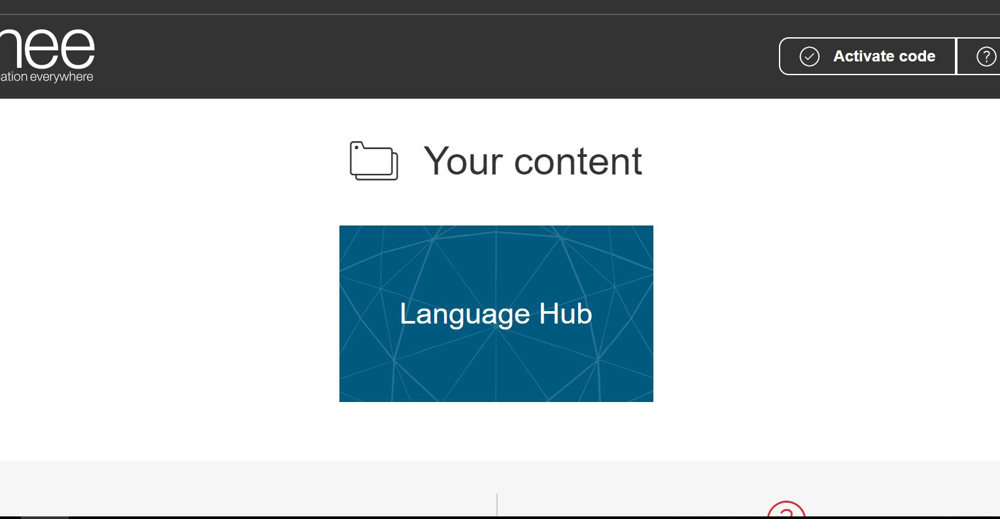 nee
ation everywhere
Activate code
?
Your content
Language Hub